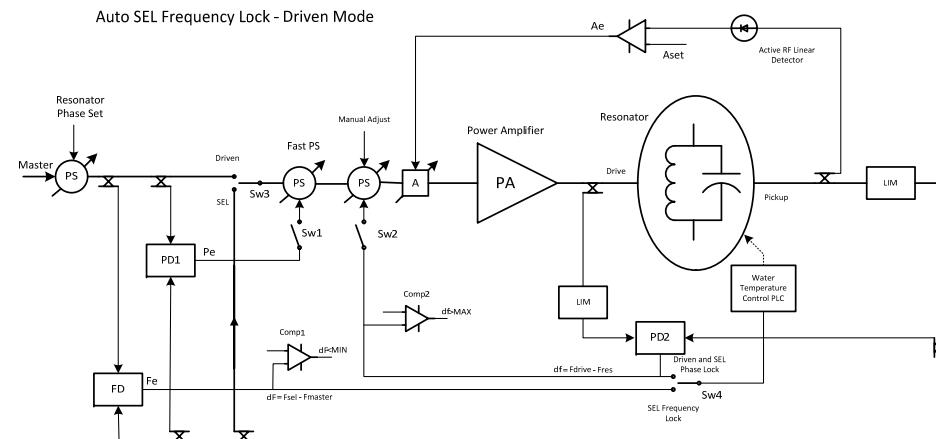 Auto SEL Frequency Lock - Driven Mode
Ae
Aset
Active RF Linear
Detector
Resonator
Phase Set
Master
PS
Driven
SEL
Sw3
Fast PS
PS
Manual Adjust
PS
A
Power Amplifier
PA
Drive
Resonator
Pickup
LIM
Sw1
Sw2
PD1
Pe
Water
Temperature
Control PLC
LIM
Comp2
df>MAX
PD2
Comp1
dF<MIN
Driven and SEL
Phase Lock
df = Fdrive - Fres
FD
Fe
dF = Fsel - Fmaster
Sw4
SEL Frequency
Lock